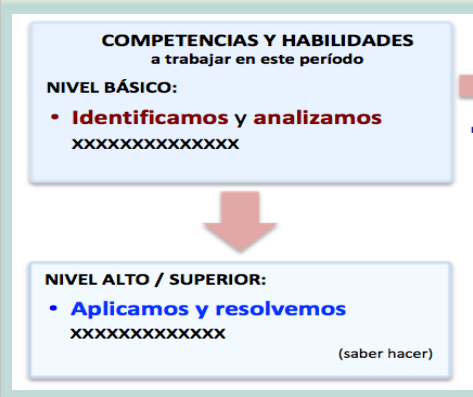 COMPETENCIAS Y HABILIDADES
a trabajar en este período
NIVEL BÁSICO:
• Identificamos y analizamos
xxxxxxxxxxxxxx
NIVEL ALTO / SUPERIOR:
• Aplicamos y resolvemos
xxxxxxxxxxxxx
(saber hacer)